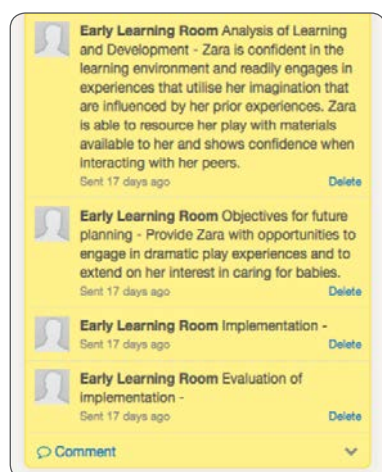 Early Learning Room Analysis of Learning
and Development - Zara is confident in the
learning environment and readily engages in
experiences that utilise her imagination that
are influenced by her prior experiences. Zara
is able to resource her play with materials
available to her and shows confidence when
interacting with her peers.
Sent 17 days ago Delete
Early Learning Room Objectives for future
planning - Provide Zara with opportunities to
engage in dramatic play experiences and to
extend on her interest in caring for babies.
Sent 17 days ago Delete
Early Learning Room Implementation -
Sent 17 days ago Delete
Early Learning Room Evaluation of
implementation -
Sent 17 days ago Delete
Comment